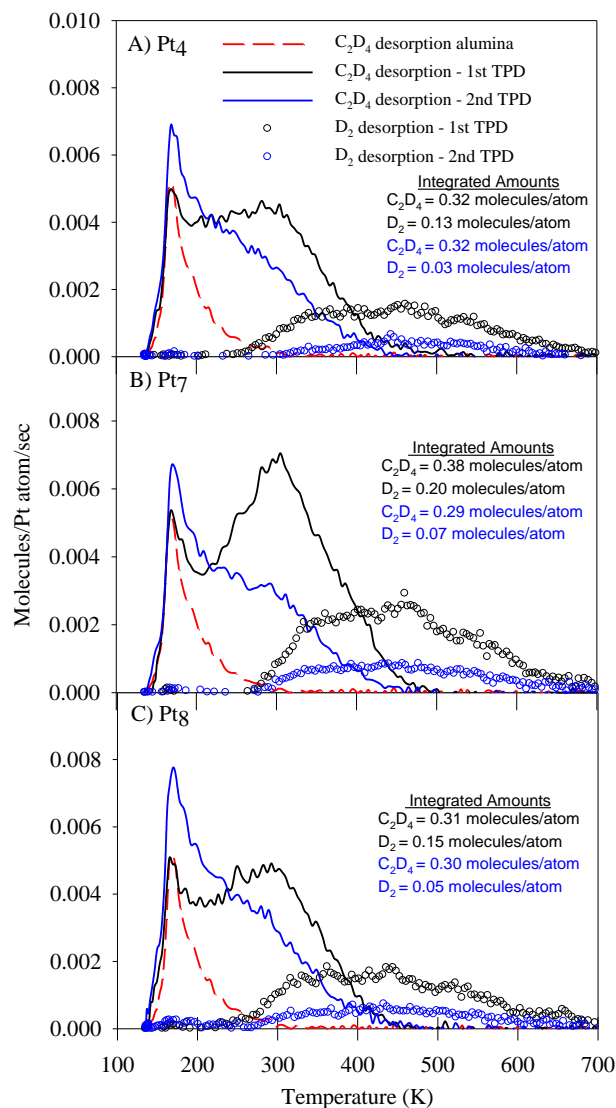 0.010
A) Pt4
C2D4 desorption alumina
C2D4 desorption - 1st TPD
C2D4 desorption - 2nd TPD
D2 desorption - 1st TPD
D2 desorption - 2nd TPD
Integrated Amounts
C2D4 = 0.32 molecules/atom
D2 = 0.13 molecules/atom
C2D4 = 0.32 molecules/atom
D2 = 0.03 molecules/atom
0.008
0.006
0.004
0.002
0.000
B) Pt7
Integrated Amounts
C2D4 = 0.38 molecules/atom
D2 = 0.20 molecules/atom
C2D4 = 0.29 molecules/atom
D2 = 0.07 molecules/atom
0.008
0.006
0.004
0.002
0.000
Molecules/Pt atom/sec
C) Pt8
Integrated Amounts
C2D4 = 0.31 molecules/atom
D2 = 0.15 molecules/atom
C2D4 = 0.30 molecules/atom
D2 = 0.05 molecules/atom
0.008
0.006
0.004
0.002
0.000
100 200 300 400 500 600 700
Temperature (K)